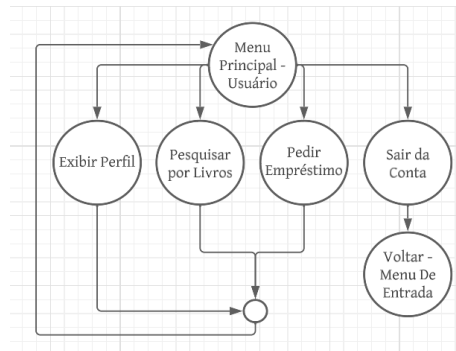 Menu
Principal -
Usuário
Exibir Perfil
Pesquisar
por Livros
Pedir
Empréstimo
Sair da
Conta
Voltar -
Menu De
Entrada